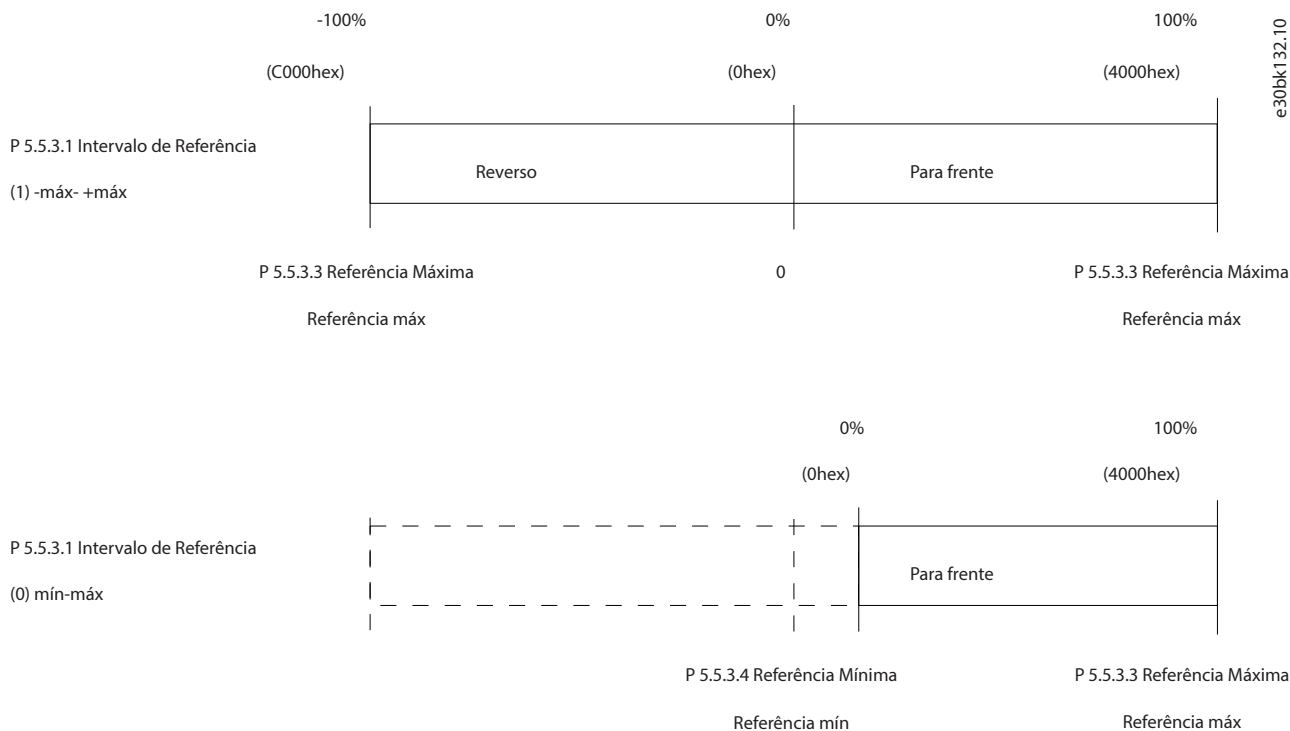 -100%
0%
100%
(C000hex)
(0hex)
(4000hex)
e30bk132.10
P 5.5.3.1 Intervalo de Referência
(1) -máx- +máx
Reverso
Para frente
P 5.5.3.3 Referência Máxima
0
P 5.5.3.3 Referência Máxima
Referência máx
Referência máx
0%
100%
(0hex)
(4000hex)
P 5.5.3.1 Intervalo de Referência
(0) mín-máx
Para frente
P 5.5.3.4 Referência Mínima
P 5.5.3.3 Referência Máxima
Referência mín
Referência máx